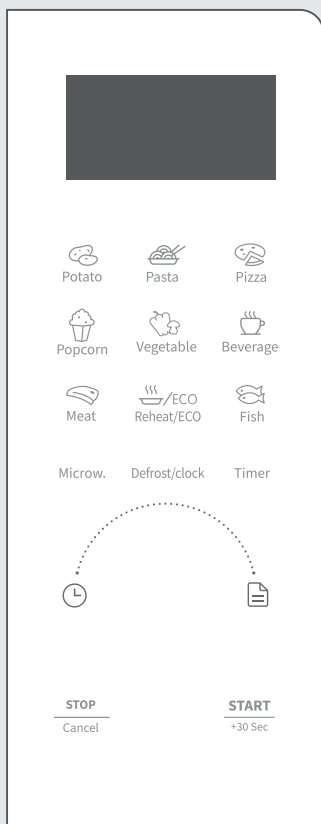 Potato Pasta Pizza
Popcorn Vegetable Beverage
/ECO
Meat Reheat/ECO Fish
Microw. Defrost/clock Timer
STOP START
Cancel +30 Sec